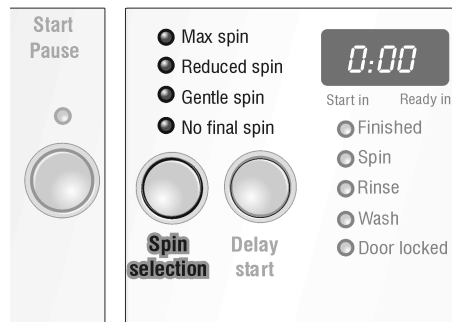 Start
Pause
Max spin
Reduced spin
Gentle spin
No final spin
Spin
selection
Delay
start
0:00
Start in Ready in
Finished
Spin
Rinse
Wash
Door locked